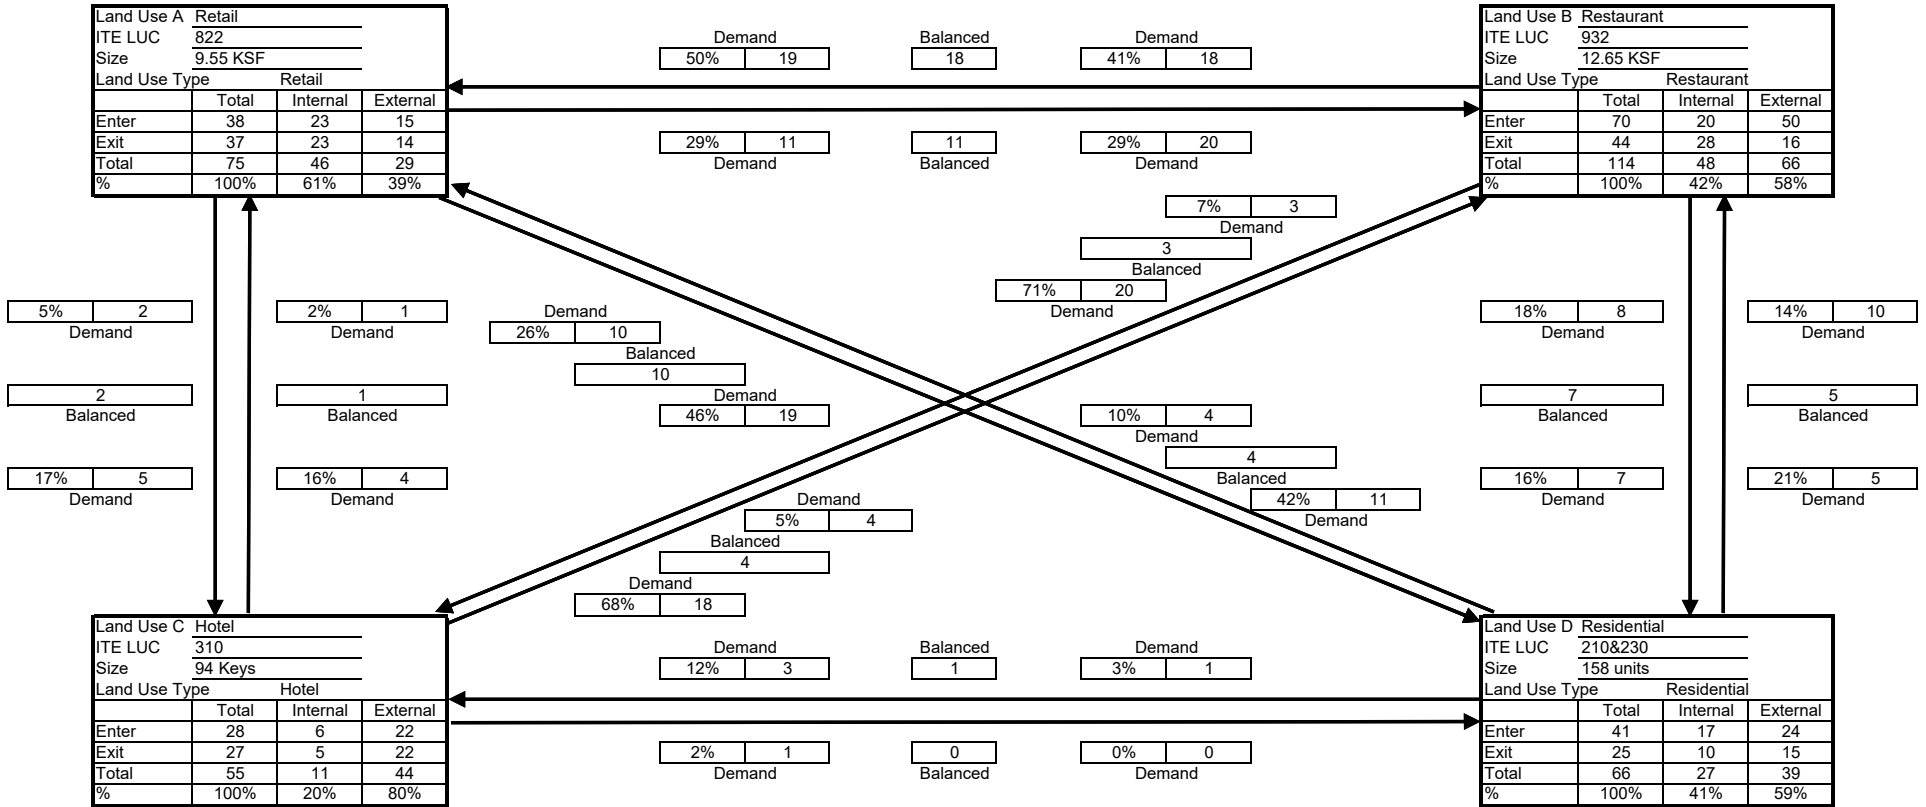 Land Use A Retail
ITE LUC 822
Size 9.55 KSF
Land Use Type Retail
Total Internal External
Enter 38 23 15
Exit 37 23 14
Total 75 46 29
% 100% 61% 39%
Demand Balanced Demand
50% 19 18 41% 18
29% 11 11 29% 20
Demand Balanced Demand
Land Use B Restaurant
ITE LUC 932
Size 12.65 KSF
Land Use Type Restaurant
Total Internal External
Enter 70 20 50
Exit 44 28 16
Total 114 48 66
% 100% 42% 58%
7% 3
Demand
3
Balanced
71% 20
Demand
5% 2
Demand
2
Balanced
17% 5
Demand
2% 1
Demand
1
Balanced
16% 4
Demand
Demand
26% 10
Balanced
10
Demand
46% 19
10% 4
Demand
4
Balanced
42% 11
Demand
18% 8
Demand
7
Balanced
16% 7
Demand
14% 10
Demand
5
Balanced
21% 5
Demand
Demand
5% 4
Balanced
4
Demand
68% 18
Land Use C Hotel
ITE LUC 310
Size 94 Keys
Land Use Type Hotel
Total Internal External
Enter 28 6 22
Exit 27 5 22
Total 55 11 44
% 100% 20% 80%
Demand Balanced Demand
12% 3 1 3% 1
2% 1 0 0% 0
Demand Balanced Demand
Land Use D Residential
ITE LUC 210&230
Size 158 units
Land Use Type Residential
Total Internal External
Enter 41 17 24
Exit 25 10 15
Total 66 27 39
% 100% 41% 59%